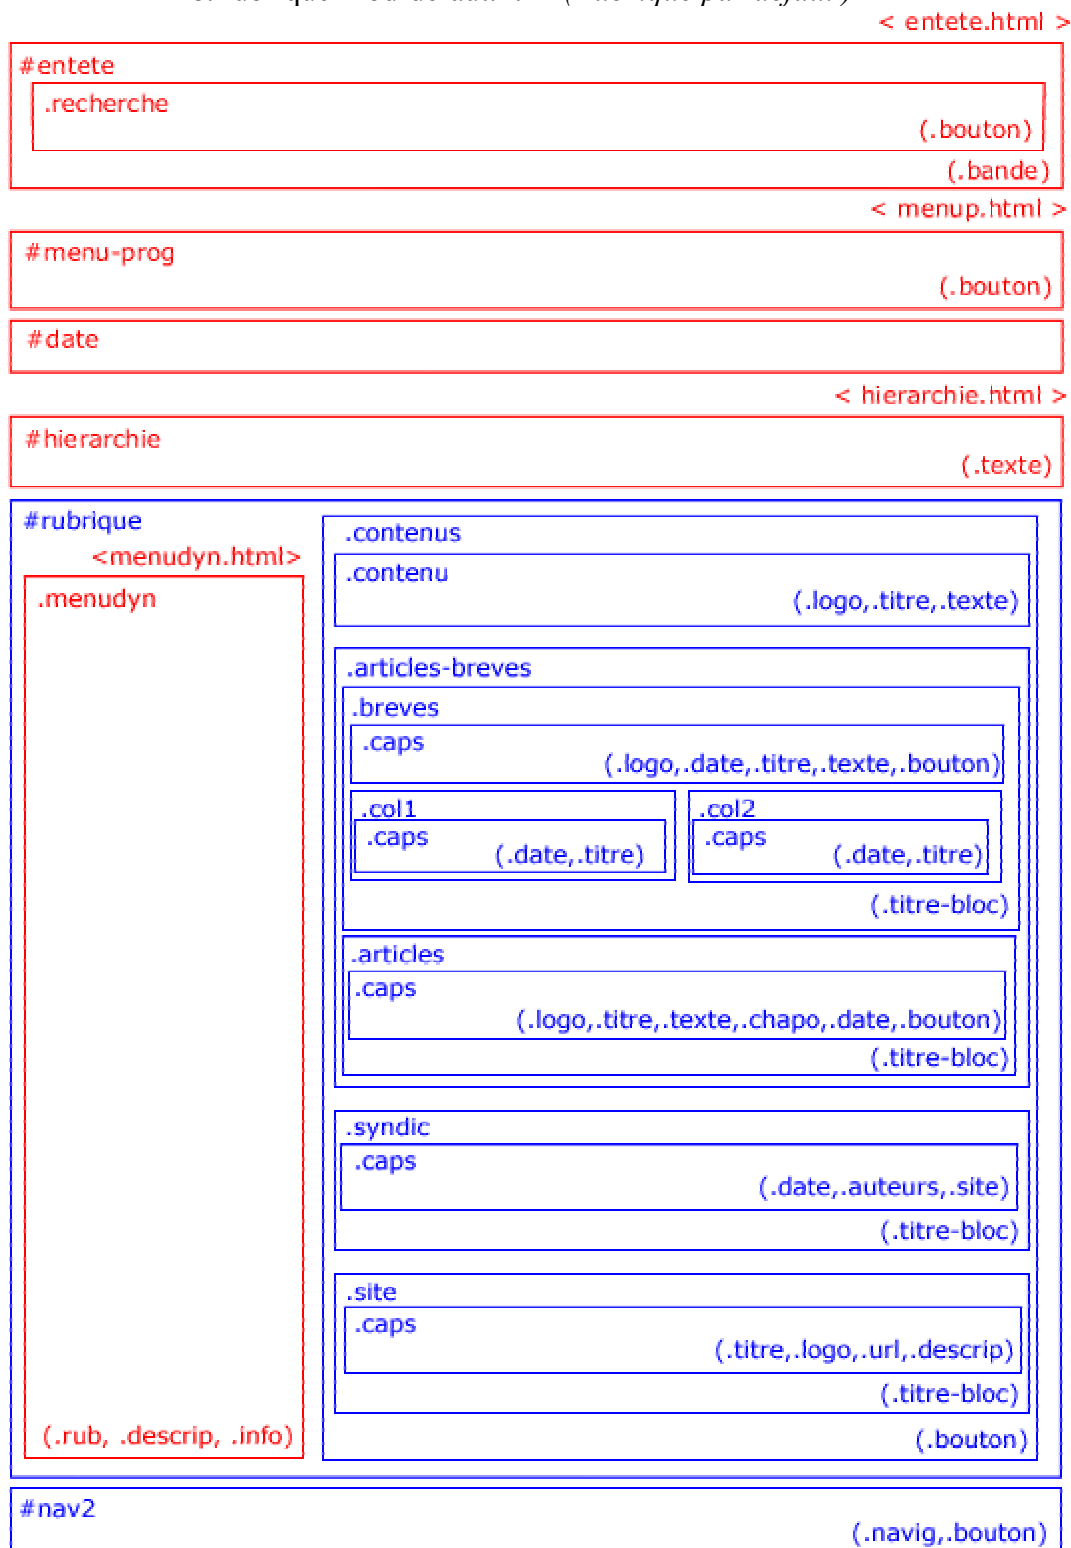 < entete.html >
#entete
.recherche
(.bouton)
(.bande)
< menup.html >
#menu-prog
(.bouton)
#date
< hierarchie.html >
#hierarchie
(.texte)
#rubrique
<menudyn.html>
.menudyn
(.rub, .descrip, .info)
.contenus
.contenu
(.logo,.titre,.texte)
.articles-breves
.breves
.caps
(.logo,.date,.titre,.texte,.bouton)
.col1
.caps
(.date,.titre)
.col2
.caps
(.date,.titre)
(.titre-bloc)
.articles
.caps
(.logo,.titre,.texte,.chapo,.date,.bouton)
(.titre-bloc)
.syndic
.caps
(.date,.auteurs,.site)
(.titre-bloc)
.site
.caps
(.titre,.logo,.url,.descrip)
(.titre-bloc)
(.bouton)
#nav2
(.navig,.bouton)